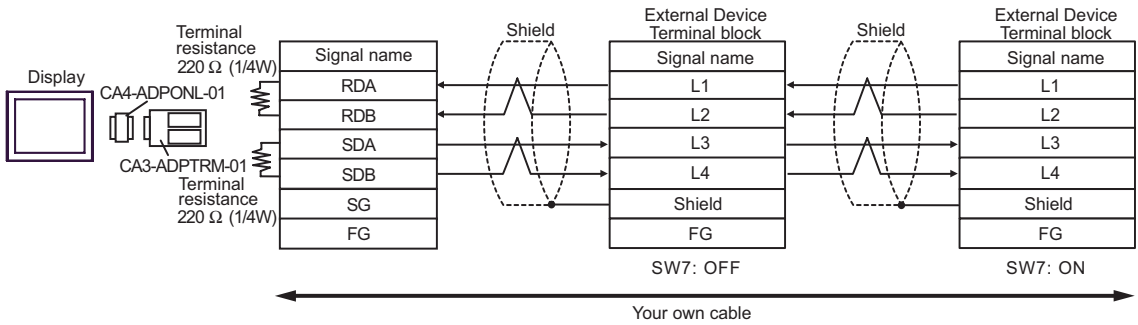 Display
CA4-ADPONL-01
CA3-ADPTRM-01
Terminal
resistance
220 Ω (1/4W)
Terminal
resistance
220 Ω (1/4W)
Signal name
RDA
RDB
SDA
SDB
SG
FG
Shield
External Device
Terminal block
Signal name
L1
L2
L3
L4
Shield
FG
SW7: OFF
Shield
External Device
Terminal block
Signal name
L1
L2
L3
L4
Shield
FG
SW7: ON
Your own cable